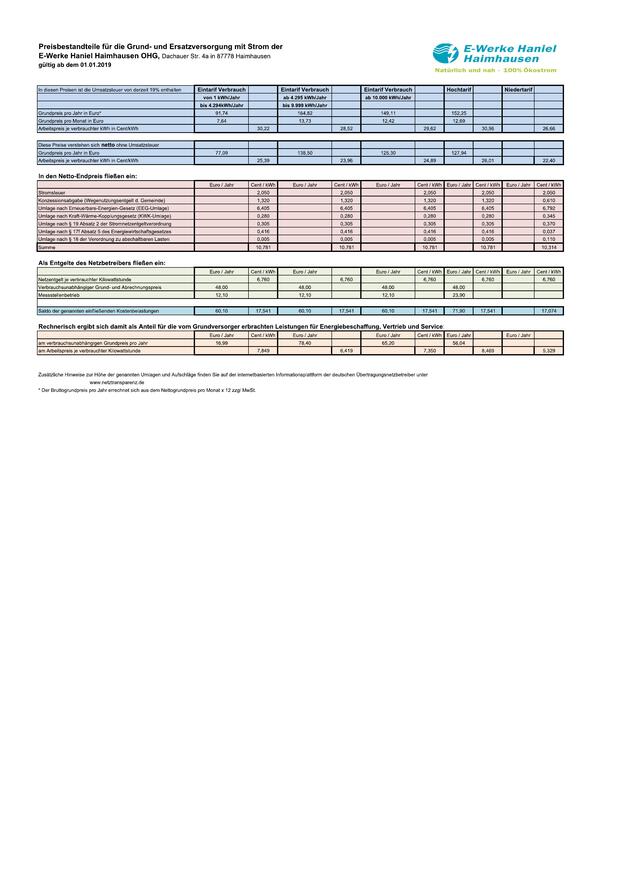 Preisbestandteile für die Grund- und Ersatzversorgung mit Strom der
E-Werke Haniel Haimhausen OHG, Dachauer Str. 4a in 87778 Haimhausen
gültig ab dem 01.01.2019
E-Werke Haniel
Haimhausen
Natürlich und nah - 100% Ökostrom
In diesen Preisen ist die Umsatzsteuer von derzeit 19% enthalten Eintarif Verbrauch Eintarif Verbrauch Eintarif Verbrauch Hochtarif Niedertarif
von 1 kWh/Jahr ab 4.295 kWh/Jahr ab 10.000 kWh/Jahr
bis 4.294kWh/Jahr bis 9.999 kWh/Jahr
Grundpreis pro Jahr in Euro* 91,74 164,82 149,11 152,25
Grundpreis pro Monat in Euro 7,64 13,73 12,42 12,69
Arbeitspreis je verbrauchter kWh in Cent/kWh 30,22 28,52 29,62 30,96 26,66
Diese Preise verstehen sich netto ohne Umsatzsteuer
Grundpreis pro Jahr in Euro 77,09 138,50 125,30 127,94
Arbeitspreis je verbrauchter kWh in Cent/kWh 25,39 23,96 24,89 26,01 22,40
In den Netto-Endpreis fließen ein:
Euro / Jahr Cent / kWh Euro / Jahr Cent / kWh Euro / Jahr Cent / kWh Euro / Jahr Cent / kWh Euro / Jahr Cent / kWh
Stromsteuer 2,050 2,050 2,050 2,050 2,050
Konzessionsabgabe (Wegenutzungsentgelt d. Gemeinde) 1,320 1,320 1,320 1,320 0,610
Umlage nach Erneuerbare-Energien-Gesetz (EEG-Umlage) 6,405 6,405 6,405 6,405 6,792
Umlage nach Kraft-Wärme-Kopplungsgesetz (KWK-Umlage) 0,280 0,280 0,280 0,280 0,345
Umlage nach § 19 Absatz 2 der Stromnetzentgeltverordnung 0,305 0,305 0,305 0,305 0,370
Umlage nach § 17f Absatz 5 des Energiewirtschaftsgesetzes 0,416 0,416 0,416 0,416 0,037
Umlage nach § 18 der Verordnung zu abschaltbaren Lasten 0,005 0,005 0,005 0,005 0,110
Summe 10,781 10,781 10,781 10,781 10,314
Als Entgelte des Netzbetreibers fließen ein:
Euro / Jahr Cent / kWh Euro / Jahr Cent / kWh Euro / Jahr Cent / kWh Euro / Jahr Cent / kWh Euro / Jahr Cent / kWh
Netzentgelt je verbrauchter Kilowattstunde 6,760 6,760 6,760 6,760 6,760
Verbrauchsunabhängiger Grund- und Abrechnungspreis 48,00 48,00 48,00 48,00
Messstellenbetrieb 12,10 12,10 12,10 23,90
Saldo der genannten einfließenden Kostenbelastungen 60,10 17,541 60,10 17,541 60,10 17,541 71,90 17,541 17,074
Rechnerisch ergibt sich damit als Anteil für die vom Grundversorger erbrachten Leistungen für Energiebeschaffung, Vertrieb und Service
Euro / Jahr Cent / kWh Euro / Jahr Cent / kWh Euro / Jahr Cent / kWh Euro / Jahr Cent / kWh Euro / Jahr
am verbrauchsunabhängigen Grundpreis pro Jahr 16,99 78,40 65,20 56,04
am Arbeitspreis je verbrauchter Kilowattstunde 7,849 6,419 7,350 8,469 5,329
Zusätzliche Hinweise zur Höhe der genannten Umlagen und Aufschläge finden Sie auf der internetbasierten Informationsplattform der deutschen Übertragungsnetzbetreiber unter
www.netztransparenz.de
* Der Bruttogrundpreis pro Jahr errechnet sich aus dem Nettogrundpreis pro Monat x 12 zzgl MwSt.